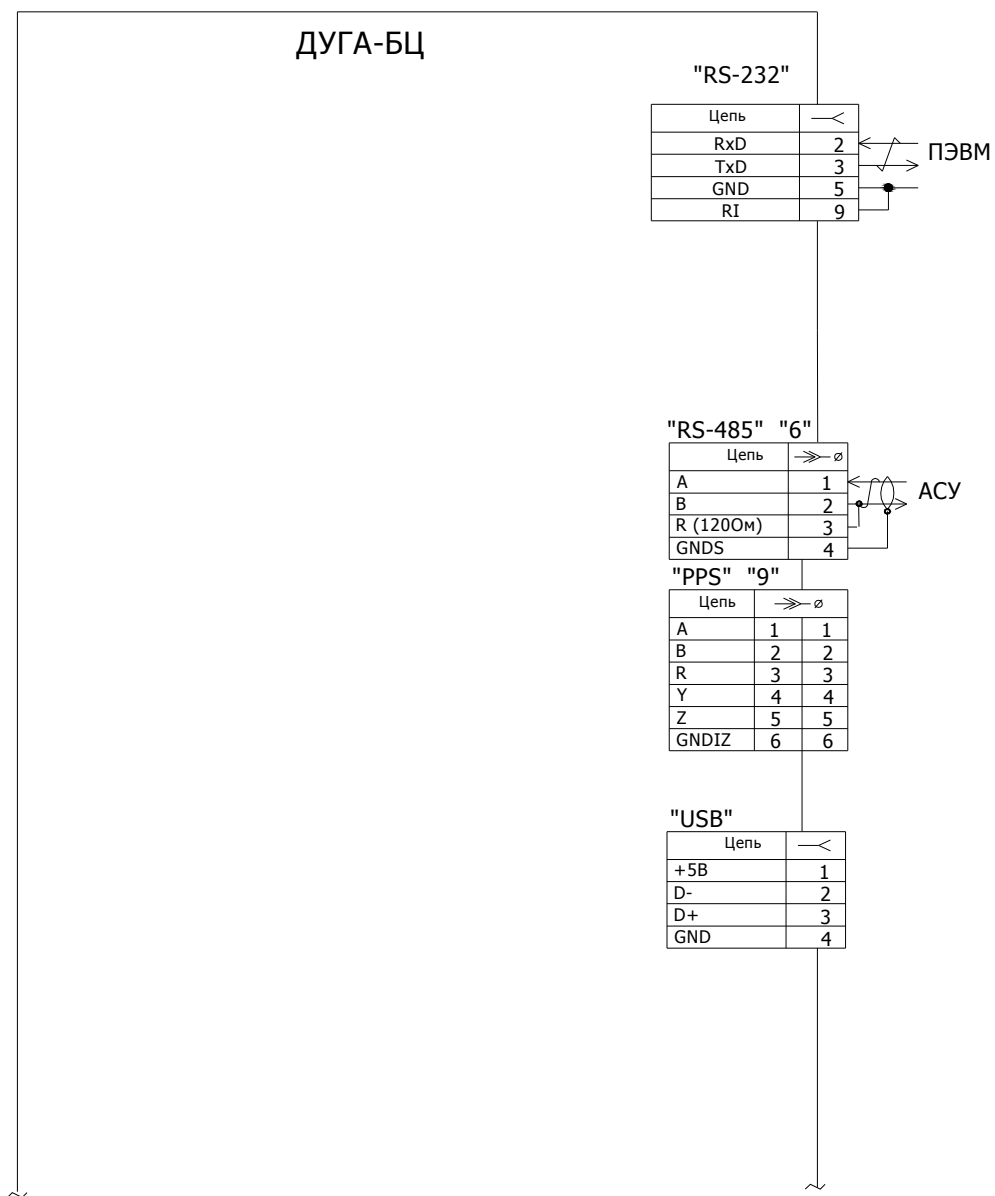 ДУГА-БЦ
"RS-232"
Цепь
RxD 2
TxD 3
ПЭВМ
GND 5
RI 9
"RS-485" "6"
Цепь
A 1
АСУ
B 2
R (120Ом) 3
GNDS 4
"PPS" "9"
Цепь
A 1 1
B 2 2
R 3 3
Y 4 4
Z 5 5
GNDIZ 6 6
"USB"
Цепь
+5В 1
D- 2
D+ 3
GND 4